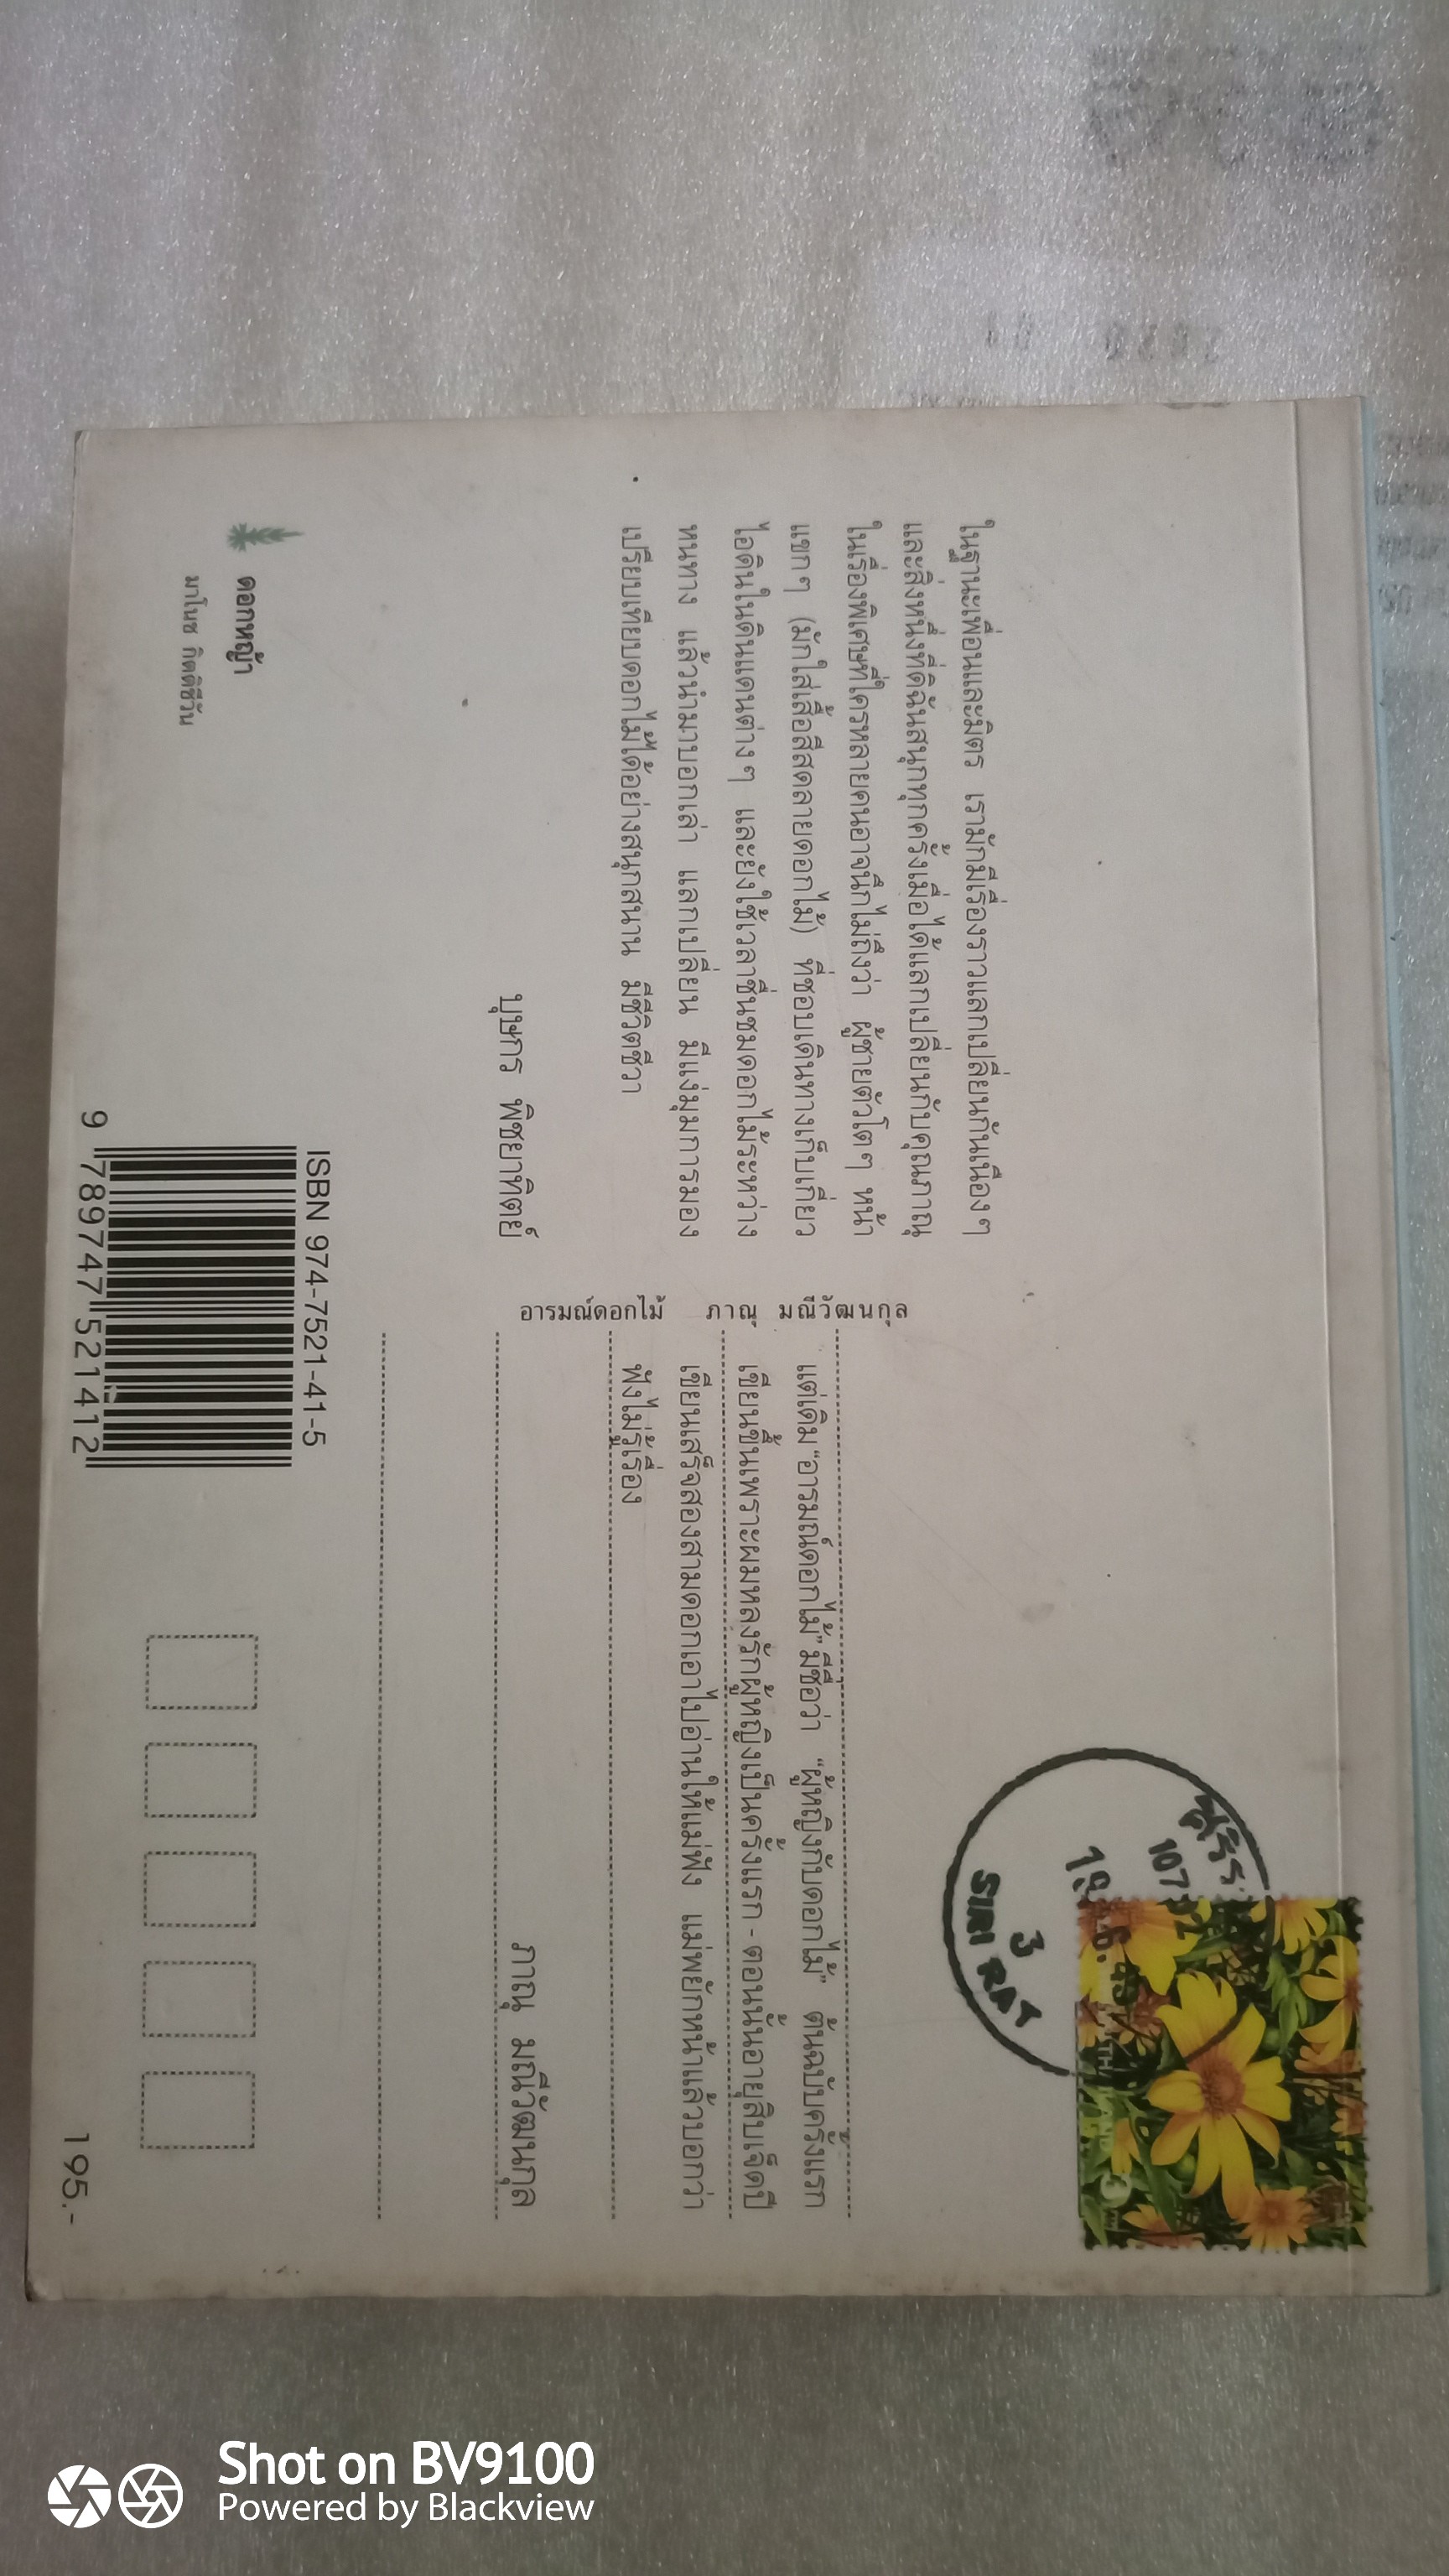 ในฐานะเพื่อนและมิตร เรามักมีเรื่องราวแลกเปลี่ยนกันเนือง ๆ
และสิ่งหนึ่งที่ดิฉันสนุกทุกครั้งเมื่อได้แลกเปลี่ยนกับคุณภาณุ
ในเรื่องพิเศษที่ใครหลายคนอาจนึกไม่ถึงว่า ผู้ชายตัวโต ๆ หน้า
แขก ๆ (มักใส่เสื้อสีสดลายดอกไม้) ที่ชอบเดินทางเก็บเกี่ยว
ไอดินในดินแดนต่าง ๆ และยังใช้เวลาชื่นชมดอกไม้ระหว่าง
หนทาง แล้วนำมาบอกเล่า แลกเปลี่ยน มีแง่มุมการมอง
เปรียบเทียบดอกไม้ได้อย่างสนุกสนาน มีชีวิตชีวา
บุษกร พิชยาทิตย์
ดอกหญ้า
มาโนช กิตติชีวัน
ISBN 974-7521-41-5
9 789747 521412
อารมณ์ดอกไม้ ภาณุ มณีวัฒนกุล
3
SIRI RAT
THAILAND
3
แต่เดิม “อารมณ์ดอกไม้” มีชื่อว่า “ผู้หญิงกับดอกไม้” ต้นฉบับครั้งแรก
เขียนขึ้นเพราะผมหลงรักผู้หญิงเป็นครั้งแรก - ตอนนั้นอายุสิบเจ็ดปี
เขียนเสร็จสองสามดอกเอาไปอ่านให้แม่ฟัง แม่พยักหน้าแล้วบอกว่า
ฟังไม่รู้เรื่อง
ภาณุ มณีวัฒนกุล
195.-
Shot on BV9100
Powered by Blackview